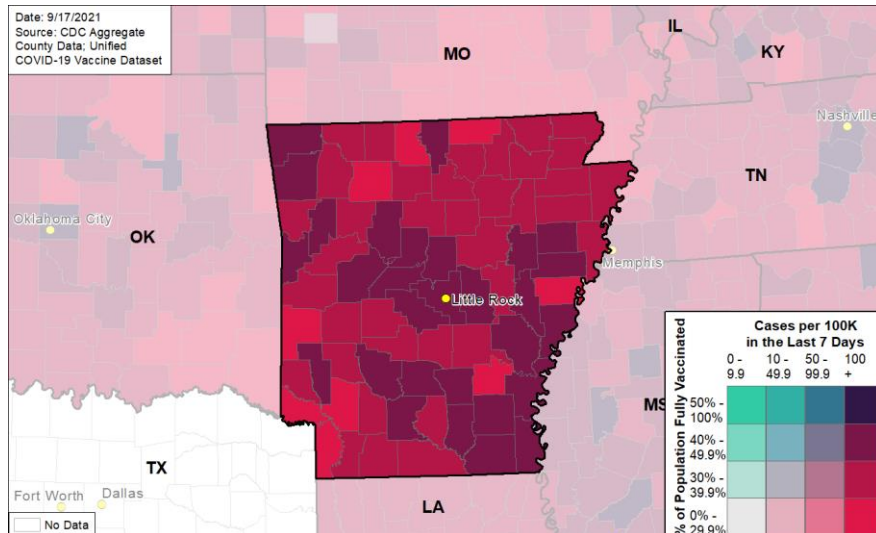 Date: 9/17/2021
Source: CDC Aggregate
County Data; Unified
COVID-19 Vaccine Dataset
IL
MO
KY
Nashville
TN
Oklahoma City
OK
Memphis
Little Rock
MS
TX
Fort Worth
Dallas
LA
No Data
Cases per 100K
in the Last 7 Days
0 -
9.9
10 -
49.9
50 -
99.9
100
+
% of Population Fully Vaccinated
50% -
100%
40% -
49.9%
30% -
39.9%
0% -
29.9%